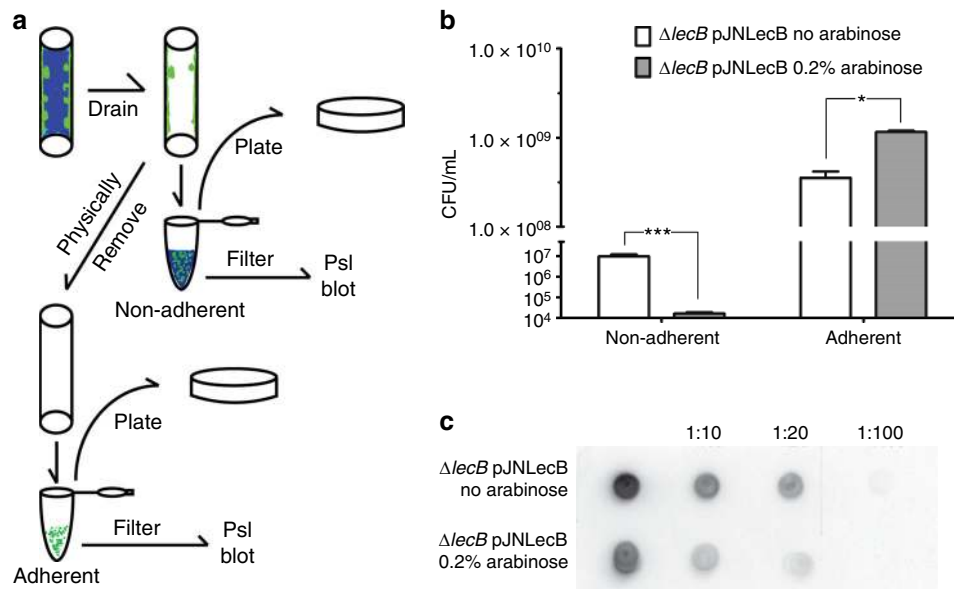 a
Drain
Plate
Physically
Remove
Filter
Psl
blot
Non-adherent
Plate
Filter
Psl
blot
Adherent
b
ΔlecB pJNLecB no arabinose
ΔlecB pJNLecB 0.2% arabinose
CFU/mL
1.0 × 10¹⁰
1.0 × 10⁰⁹
1.0 × 10⁰⁸
10⁷
10⁶
10⁵
10⁴
***
*
Non-adherent
Adherent
c
1:10 1:20 1:100
ΔlecB pJNLecB
no arabinose
ΔlecB pJNLecB
0.2% arabinose